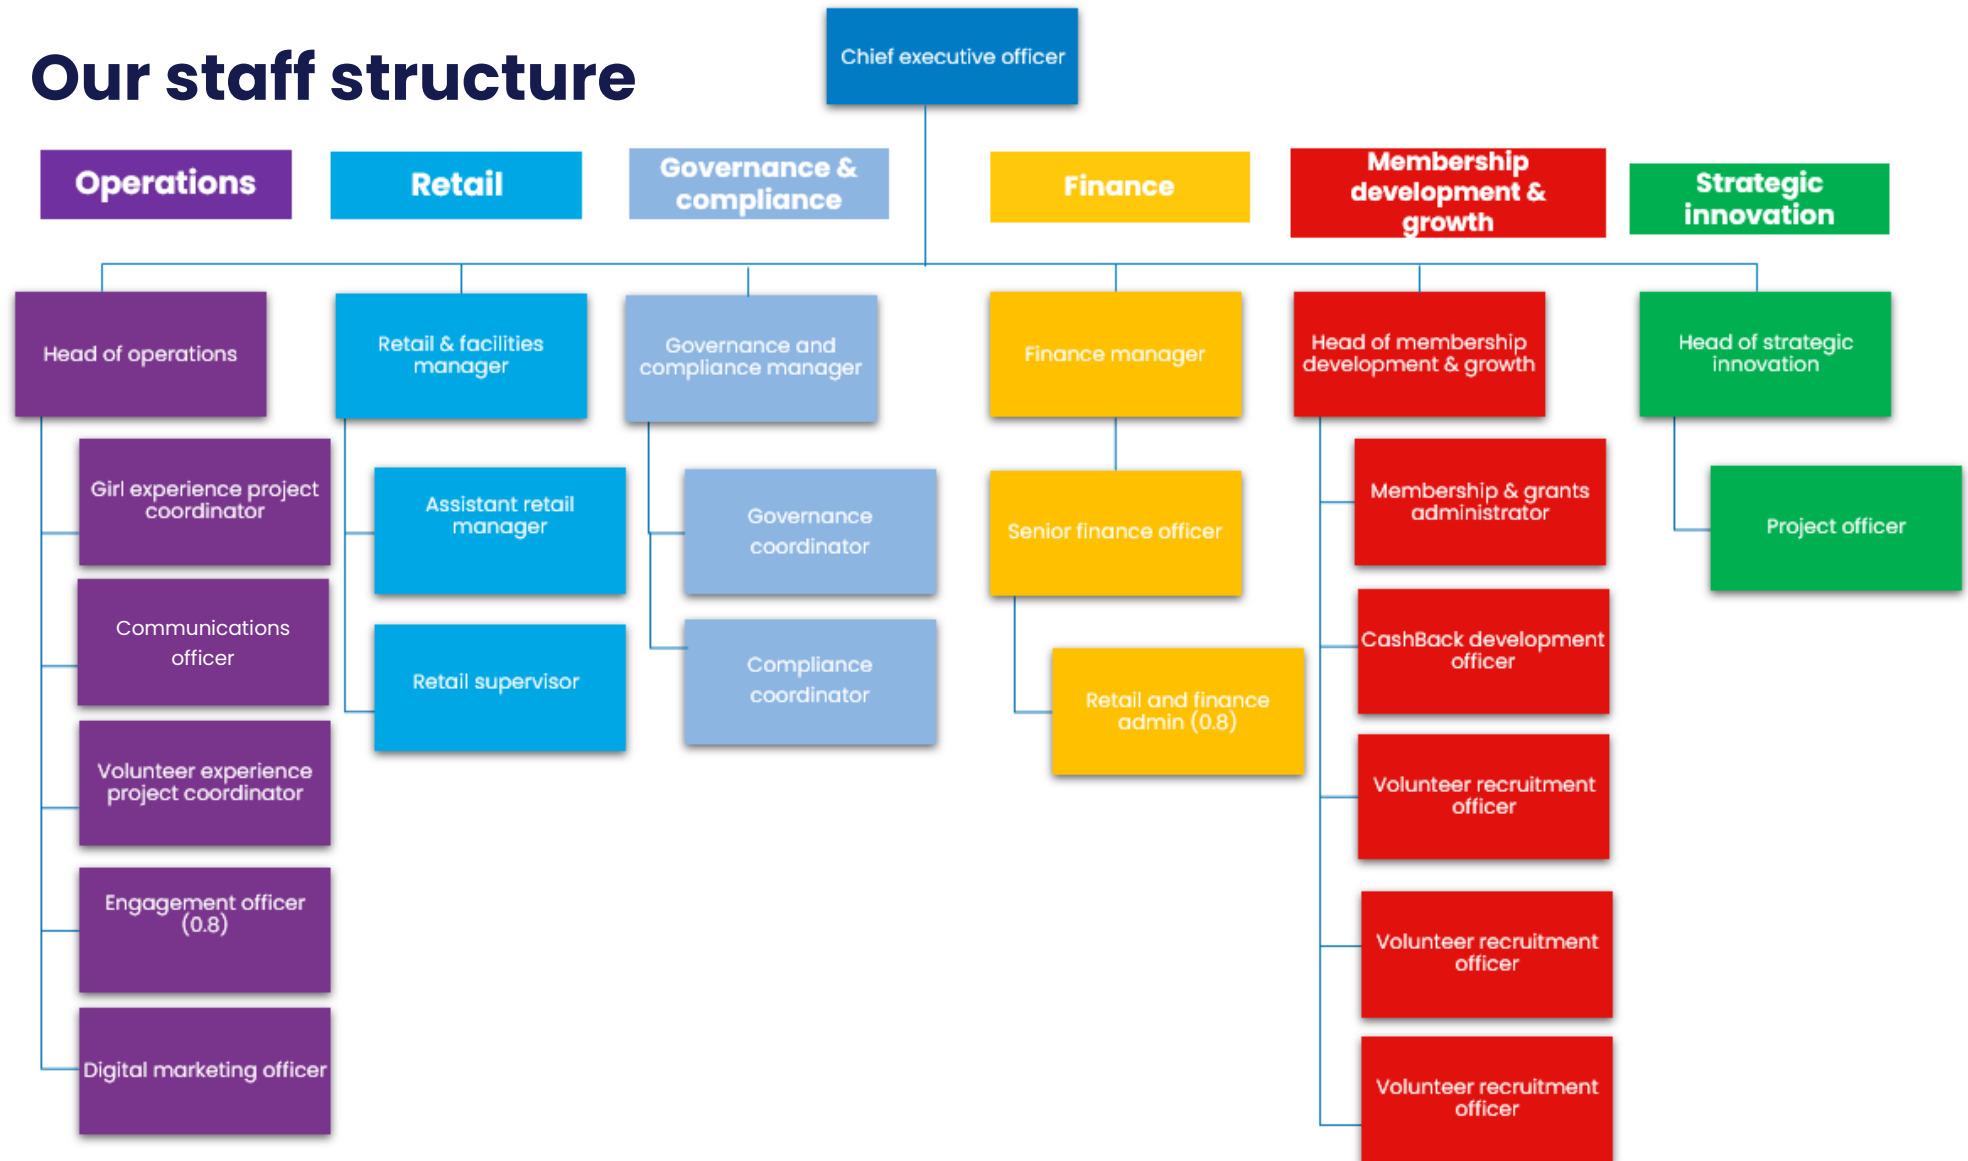 Our staff structure
Chief executive officer
Operations
Retail
Governance &
compliance
Finance
Membership
development &
growth
Strategic
innovation
Head of operations
Girl experience project
coordinator
Communications
officer
Volunteer experience
project coordinator
Engagement officer
(0.8)
Digital marketing officer
Retail & facilities
manager
Assistant retail
manager
Retail supervisor
Governance and
compliance manager
Governance
coordinator
Compliance
coordinator
Finance manager
Senior finance officer
Retail and finance
admin (0.8)
Head of membership
development & growth
Membership & grants
administrator
CashBack development
officer
Volunteer recruitment
officer
Volunteer recruitment
officer
Volunteer recruitment
officer
Head of strategic
innovation
Project officer